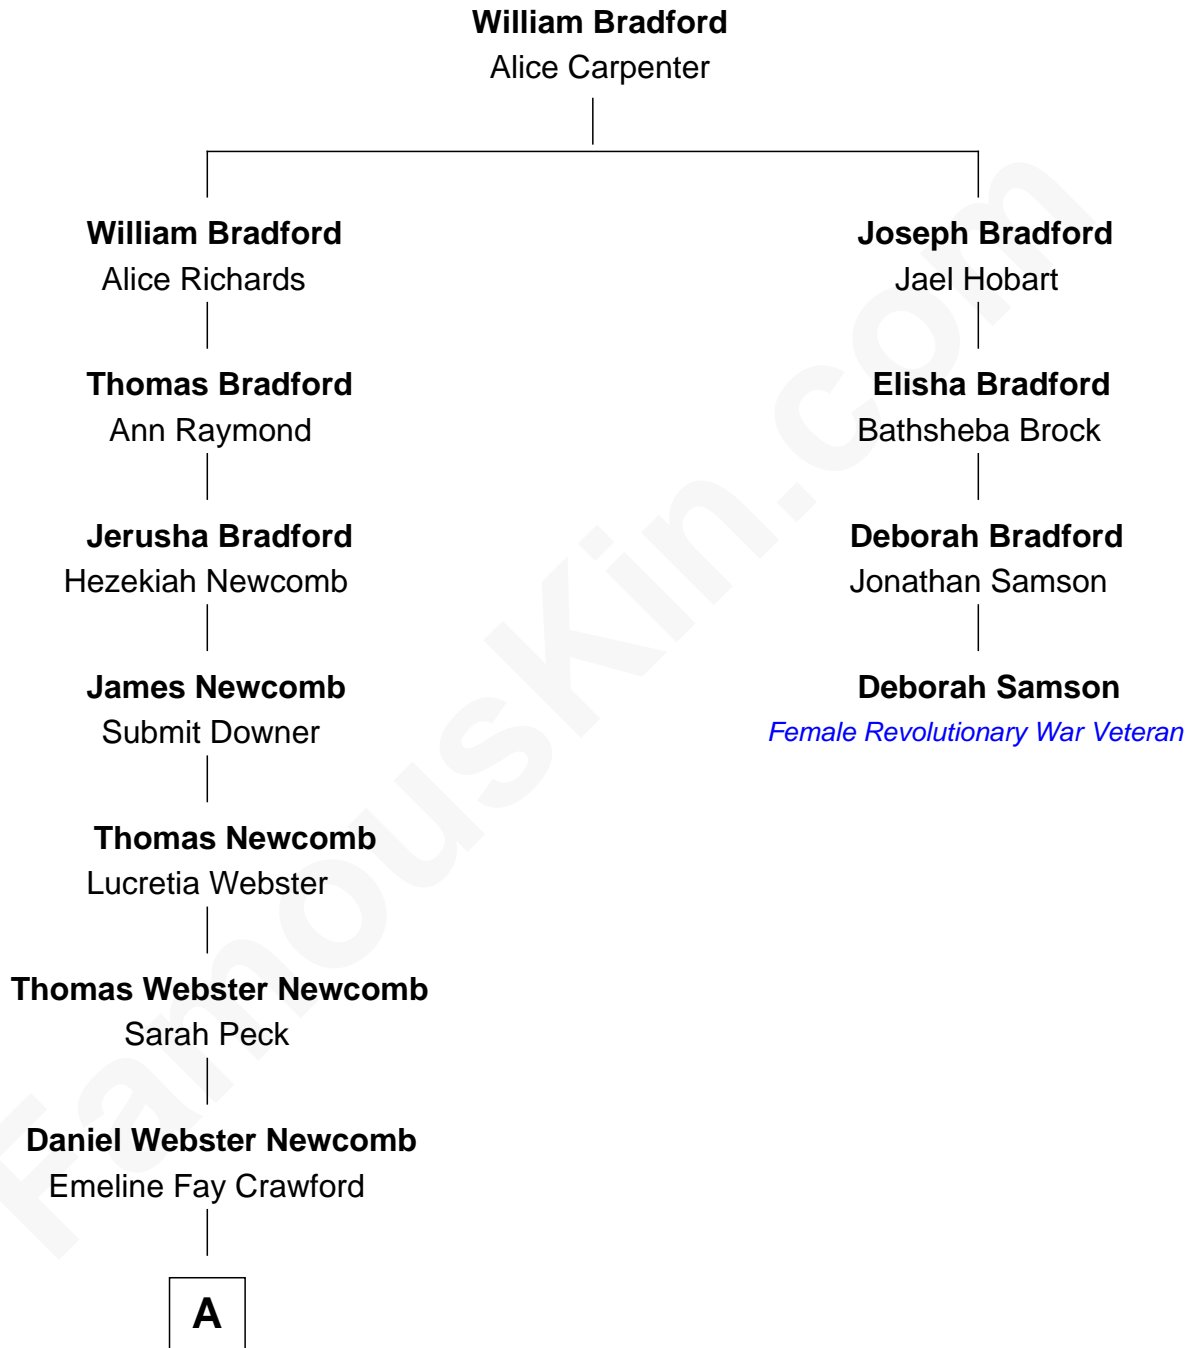 William Bradford
Alice Carpenter
William Bradford
Alice Richards
Thomas Bradford
Ann Raymond
Jerusha Bradford
Hezekiah Newcomb
James Newcomb
Submit Downer
Thomas Newcomb
Lucretia Webster
Thomas Webster Newcomb
Sarah Peck
Daniel Webster Newcomb
Emeline Fay Crawford
A
Joseph Bradford
Jael Hobart
Elisha Bradford
Bathsheba Brock
Deborah Bradford
Jonathan Samson
Deborah Samson
Female Revolutionary War Veteran
FamousKin.com